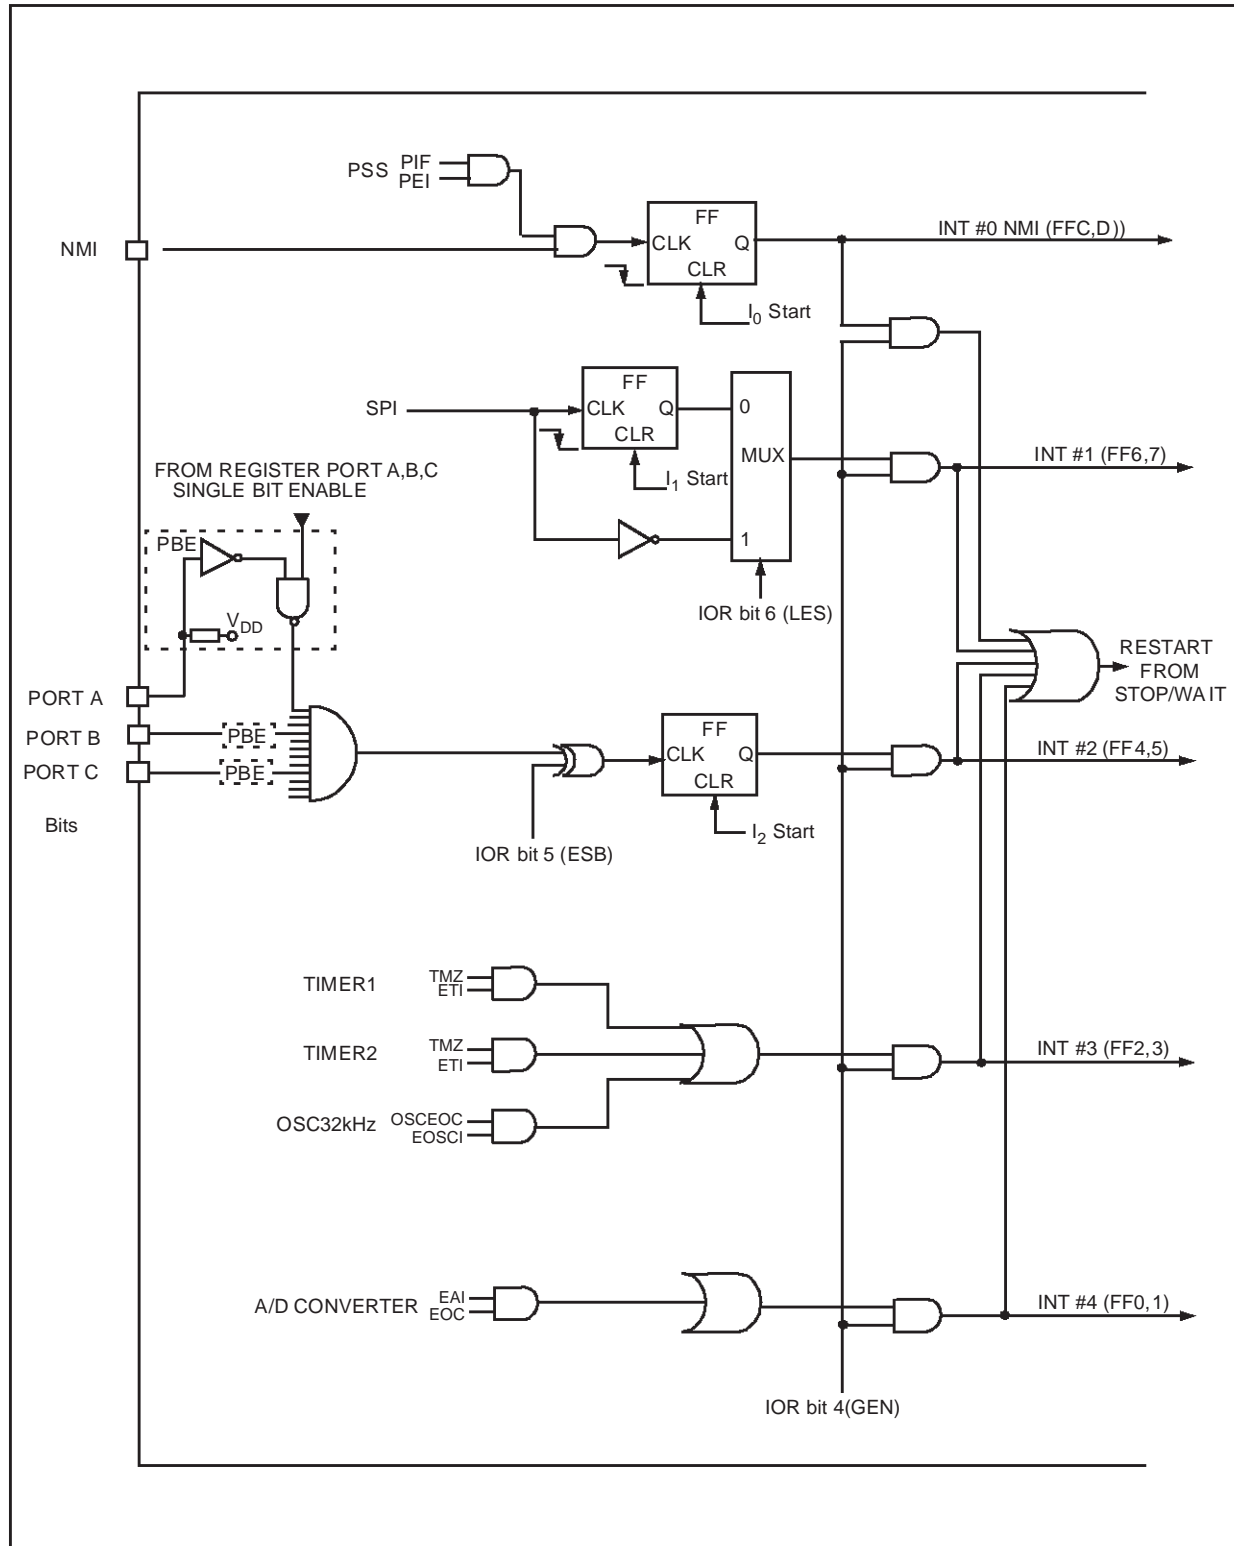 PSS
PIF
PEI
NMI
FF
CLK
Q
CLR
I0 Start
INT #0 NMI (FFC,D))
SPI
FF
CLK
Q
CLR
I1 Start
0
MUX
1
IOR bit 6 (LES)
INT #1 (FF6,7)
FROM REGISTER PORT A,B,C
SINGLE BIT ENABLE
PBE
VDD
PORT A
PORT B
PBE
PORT C
PBE
Bits
IOR bit 5 (ESB)
FF
CLK
Q
CLR
I2 Start
RESTART
FROM
STOP/WAIT
INT #2 (FF4,5)
TIMER1
TMZ
ETI
TIMER2
TMZ
ETI
OSC32kHz
OSCEOC
EOSCI
INT #3 (FF2,3)
A/D CONVERTER
EAI
EOC
INT #4 (FF0,1)
IOR bit 4(GEN)